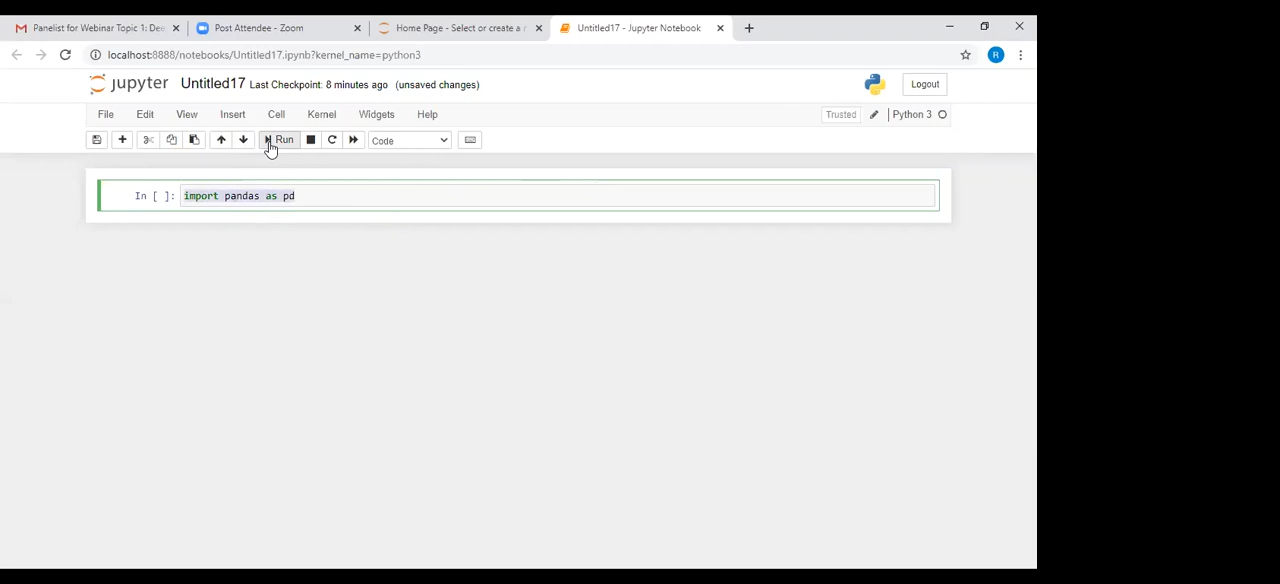 Panelist for Webinar Topic 1: Dee
Post Attendee - Zoom
Home Page - Select or create a n
Untitled17 - Jupyter Notebook
localhost:8888/notebooks/Untitled17.ipynb?kernel_name=python3
R
jupyter Untitled17 Last Checkpoint: 8 minutes ago (unsaved changes)
Logout
File Edit View Insert Cell Kernel Widgets Help
Trusted Python 3
Run
Code
In [ ]: import pandas as pd